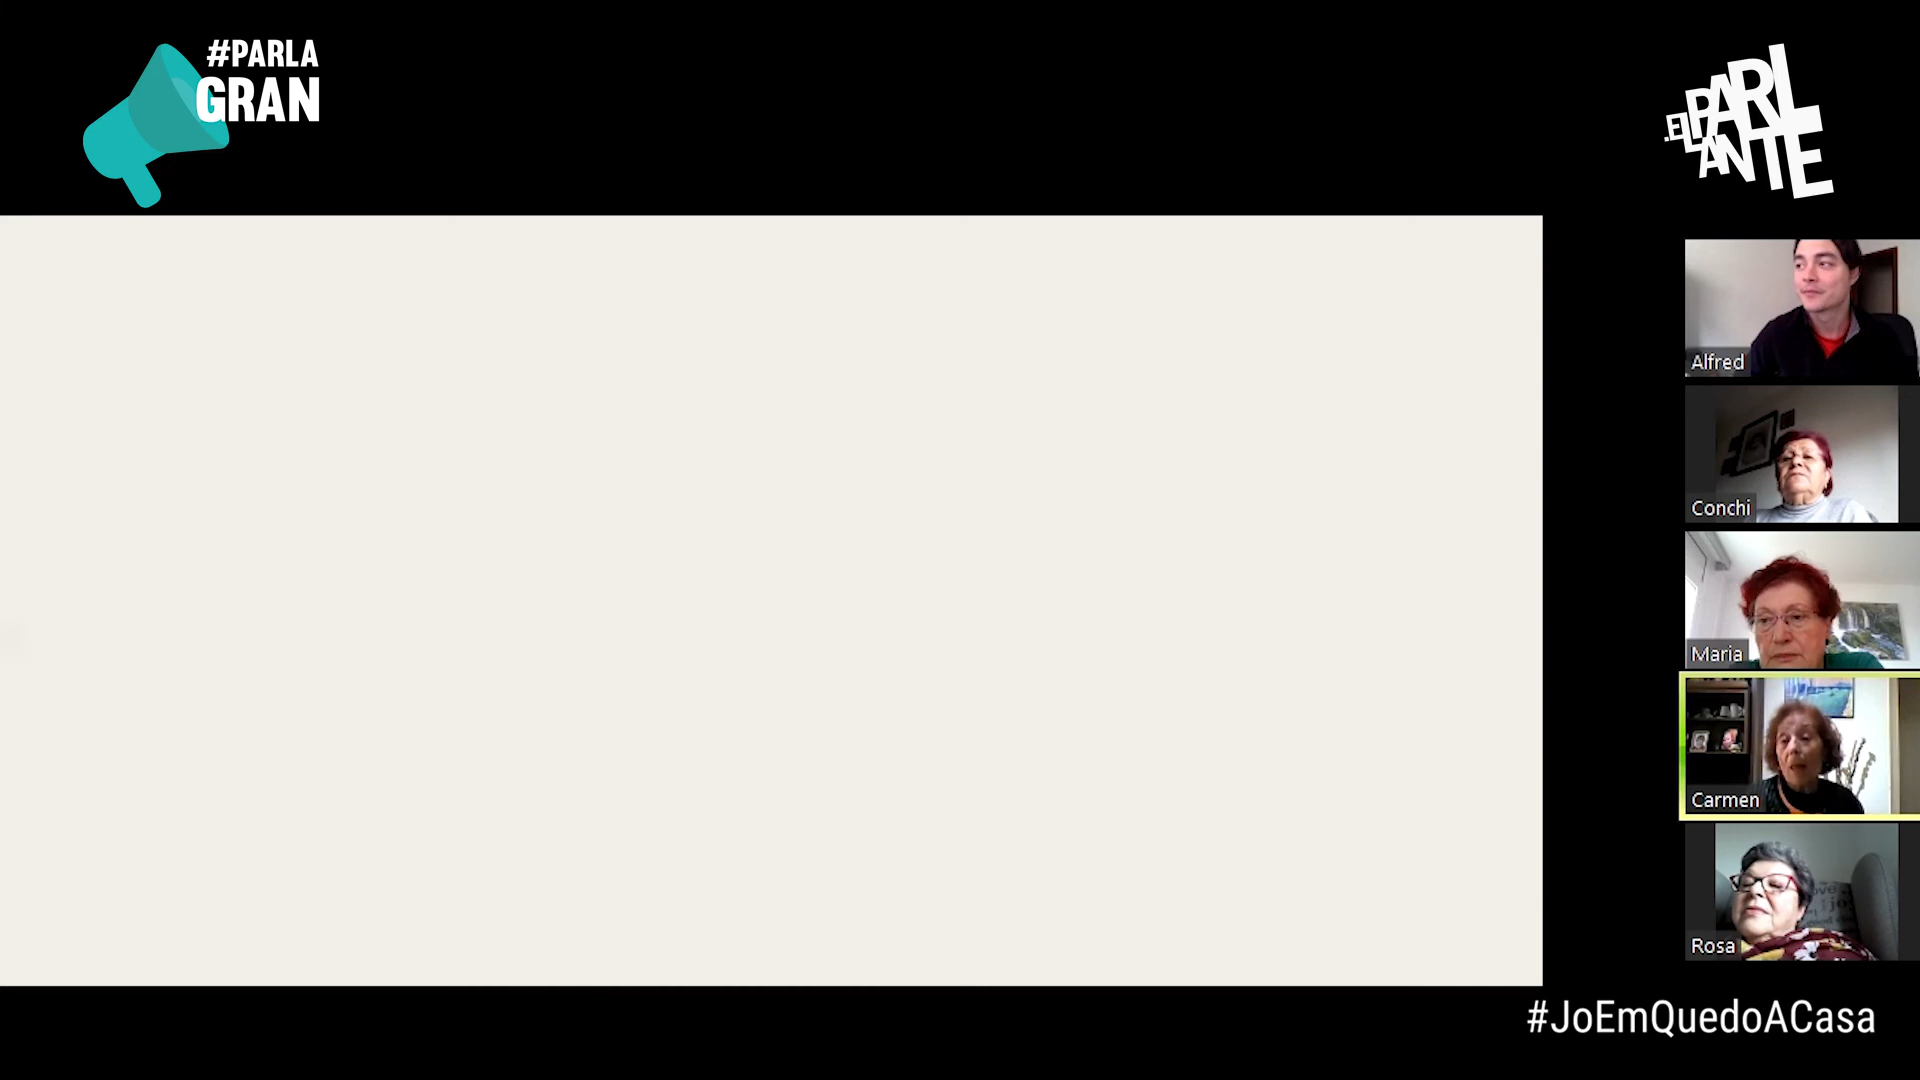 #PARLA
GRAN
.EL
PARL
ANTE
Alfred
Conchi
Maria
Carmen
Rosa
#JoEmQuedoACasa